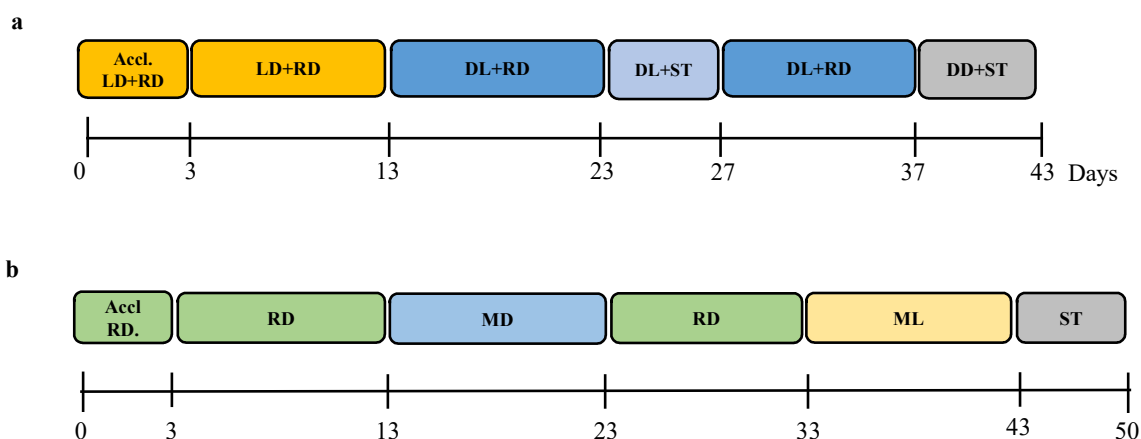 a
Accl.
LD+RD
LD+RD
DL+RD
DL+ST
DL+RD
DD+ST
0 3 13 23 27 37 43 Days
b
Accl
RD.
RD
MD
RD
ML
ST
0 3 13 23 33 43 50